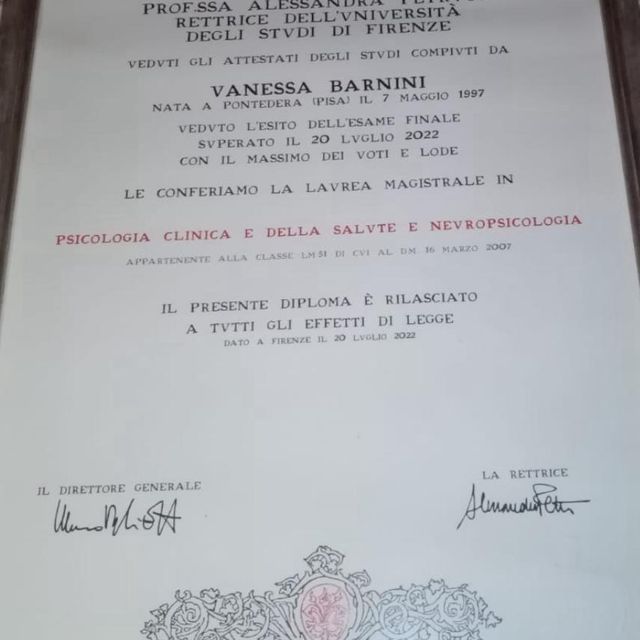 PROF.SSA ALESSANDRA
RETTRICE DELL'VNIVERSITÀ
DEGLI STVDI DI FIRENZE
VEDVTI GLI ATTESTATI DEGLI STVDI COMPIVTI DA
VANESSA BARNINI
NATA A PONTEDERA (PISA) IL 7 MAGGIO 1997
VEDVTO L'ESITO DELL'ESAME FINALE
SVPERATO IL 20 LVGLIO 2022
CON IL MASSIMO DEI VOTI E LODE
LE CONFERIAMO LA LAVREA MAGISTRALE IN
PSICOLOGIA CLINICA E DELLA SALVTE E NEVROPSICOLOGIA
APPARTENENTE ALLA CLASSE LM 51 DI CVI AL DM 16 MARZO 2007
IL PRESENTE DIPLOMA È RILASCIATO
A TVTTI GLI EFFETTI DI LEGGE
DATO A FIRENZE IL 20 LVGLIO 2022
IL DIRETTORE GENERALE
LA RETTRICE